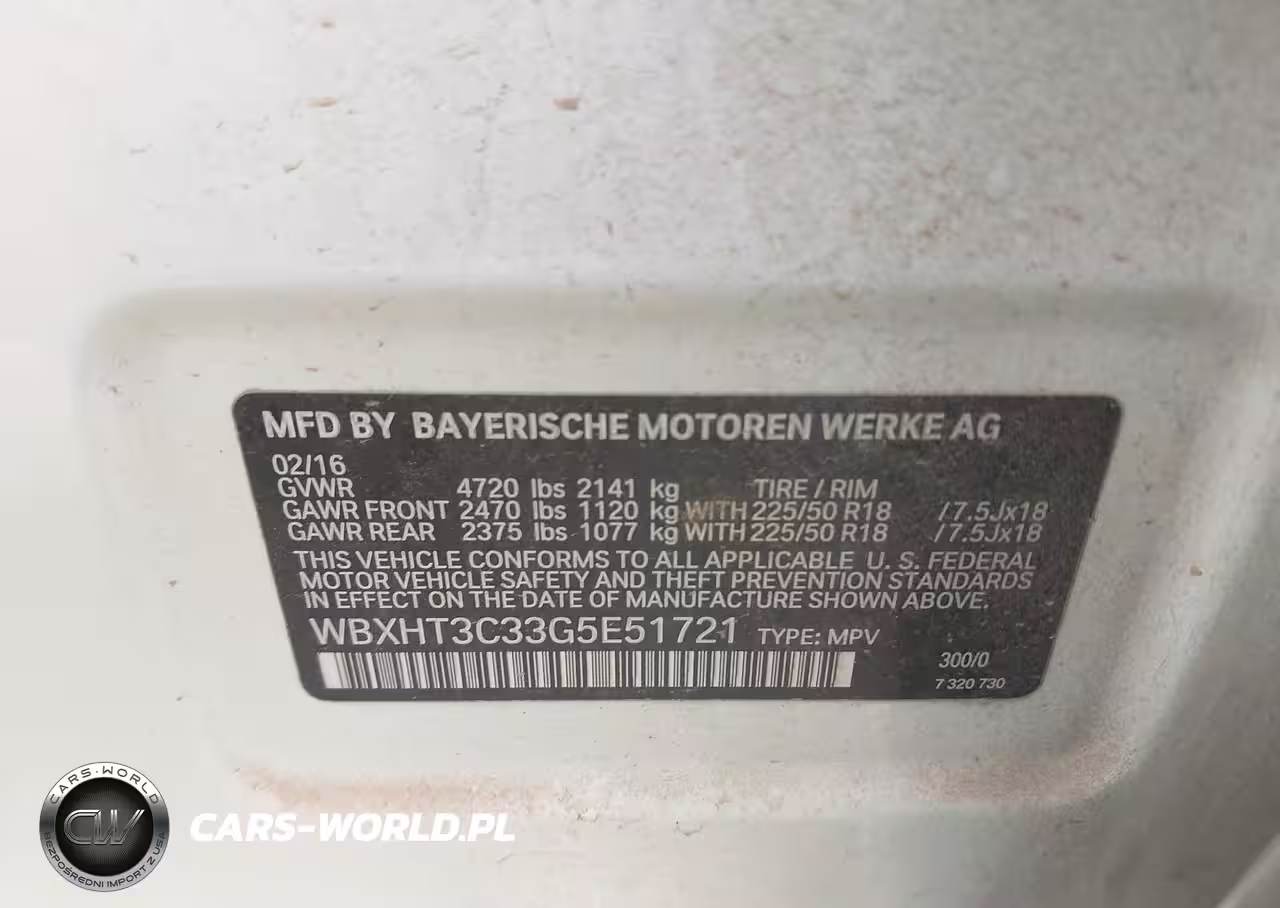 MFD BY BAYERISCHE MOTOREN WERKE AG
02/16
GVWR 4720 lbs 2141 kg TIRE / RIM
GAWR FRONT 2470 lbs 1120 kg WITH 225/50 R18 /7.5Jx18
GAWR REAR 2375 lbs 1077 kg WITH 225/50 R18 /7.5Jx18
THIS VEHICLE CONFORMS TO ALL APPLICABLE U. S. FEDERAL
MOTOR VEHICLE SAFETY AND THEFT PREVENTION STANDARDS
IN EFFECT ON THE DATE OF MANUFACTURE SHOWN ABOVE.
WBXHT3C33G5E51721 TYPE: MPV
300/0
7 320 730
CARS-WORLD
CW
BEZPOŚREDNI IMPORT Z USA
CARS-WORLD.PL